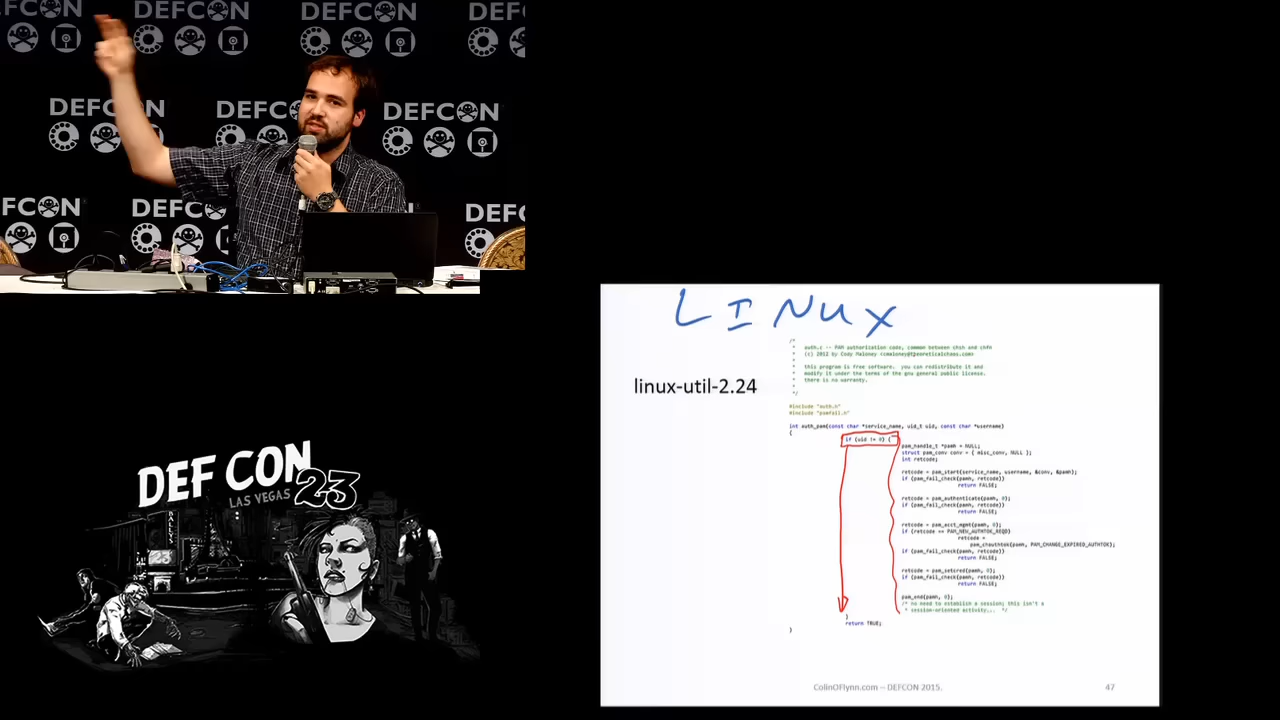 DEFCON
DEFCON
DEFCON
DEFCON
DEFCON
DEFCON
DEF CON 23
LAS VEGAS
BALLY'S
LINUX
linux-util-2.24
/*
* auth.c -- PAM authorization code, common between chsh and chfn
* (c) 2012 by Cody Maloney <cmaloney@theoreticalchaos.com>
*
* this program is free software. you can redistribute it and
* modify it under the terms of the gnu general public license.
* there is no warranty.
*
*/
#include "auth.h"
#include "pamfail.h"
int auth_pam(const char *service_name, uid_t uid, const char *username)
{
if (uid != 0) {
pam_handle_t *pamh = NULL;
struct pam_conv conv = { misc_conv, NULL };
int retcode;
retcode = pam_start(service_name, username, &conv, &pamh);
if (pam_fail_check(pamh, retcode))
return FALSE;
retcode = pam_authenticate(pamh, 0);
if (pam_fail_check(pamh, retcode))
return FALSE;
retcode = pam_acct_mgmt(pamh, 0);
if (retcode == PAM_NEW_AUTHTOK_REQD)
retcode =
pam_chauthtok(pamh, PAM_CHANGE_EXPIRED_AUTHTOK);
if (pam_fail_check(pamh, retcode))
return FALSE;
retcode = pam_setcred(pamh, 0);
if (pam_fail_check(pamh, retcode))
return FALSE;
pam_end(pamh, 0);
/* no need to establish a session; this isn't a
* session-oriented activity... */
}
return TRUE;
}
ColinOFlynn.com – DEFCON 2015.
47